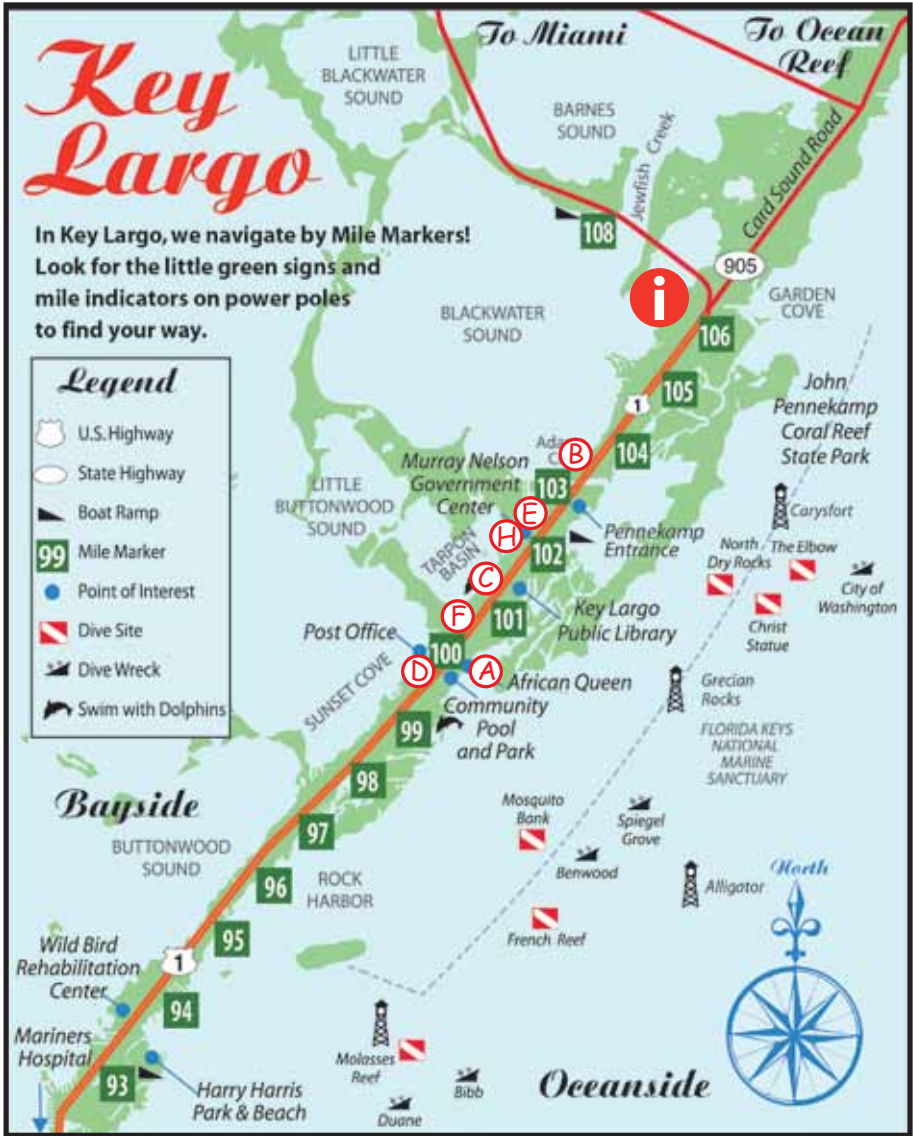 Key
Largo
In Key Largo, we navigate by Mile Markers!
Look for the little green signs and
mile indicators on power poles
to find your way.
Legend
U.S. Highway
State Highway
Boat Ramp
99 Mile Marker
Point of Interest
Dive Site
Dive Wreck
Swim with Dolphins
To Miami
To Ocean
Reef
LITTLE
BLACKWATER
SOUND
BARNES
SOUND
Jewfish Creek
Card Sound Road
108
905
i
GARDEN
COVE
BLACKWATER
SOUND
106
105
1
104
B
103
John
Pennekamp
Coral Reef
State Park
Murray Nelson
Government
Center
E
H
LITTLE
BUTTONWOOD
SOUND
TARPON
BASIN
102
Pennekamp
Entrance
Carysfort
North
Dry Rocks
The Elbow
City of
Washington
Christ
Statue
C
101
Key Largo
Public Library
F
Post Office
100
D
A
African Queen
SUNSET COVE
Community
Pool
and Park
99
Grecian
Rocks
FLORIDA KEYS
NATIONAL
MARINE
SANCTUARY
98
Bayside
97
BUTTONWOOD
SOUND
Mosquito
Bank
Spiegel
Grove
Benwood
96
ROCK
HARBOR
Alligator
North
French Reef
95
1
Wild Bird
Rehabilitation
Center
94
Mariners
Hospital
93
Harry Harris
Park & Beach
Molasses
Reef
Bibb
Duane
Oceanside